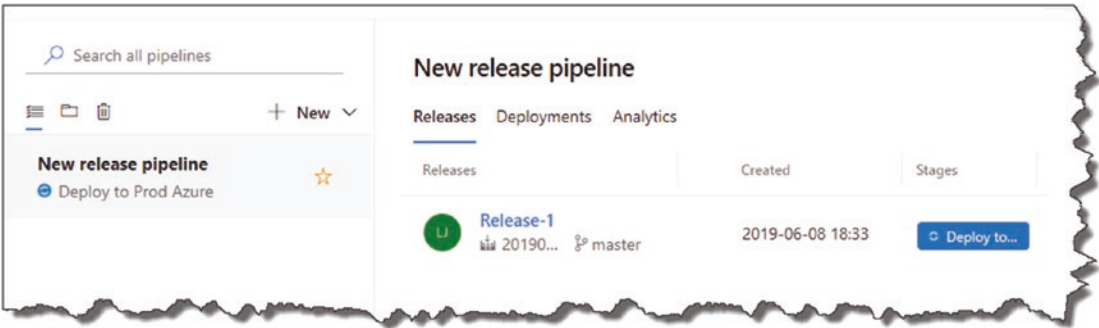 Search all pipelines
New
New release pipeline
Deploy to Prod Azure
New release pipeline
Releases Deployments Analytics
Releases Created Stages
LJ
Release-1
20190... master
2019-06-08 18:33
Deploy to...